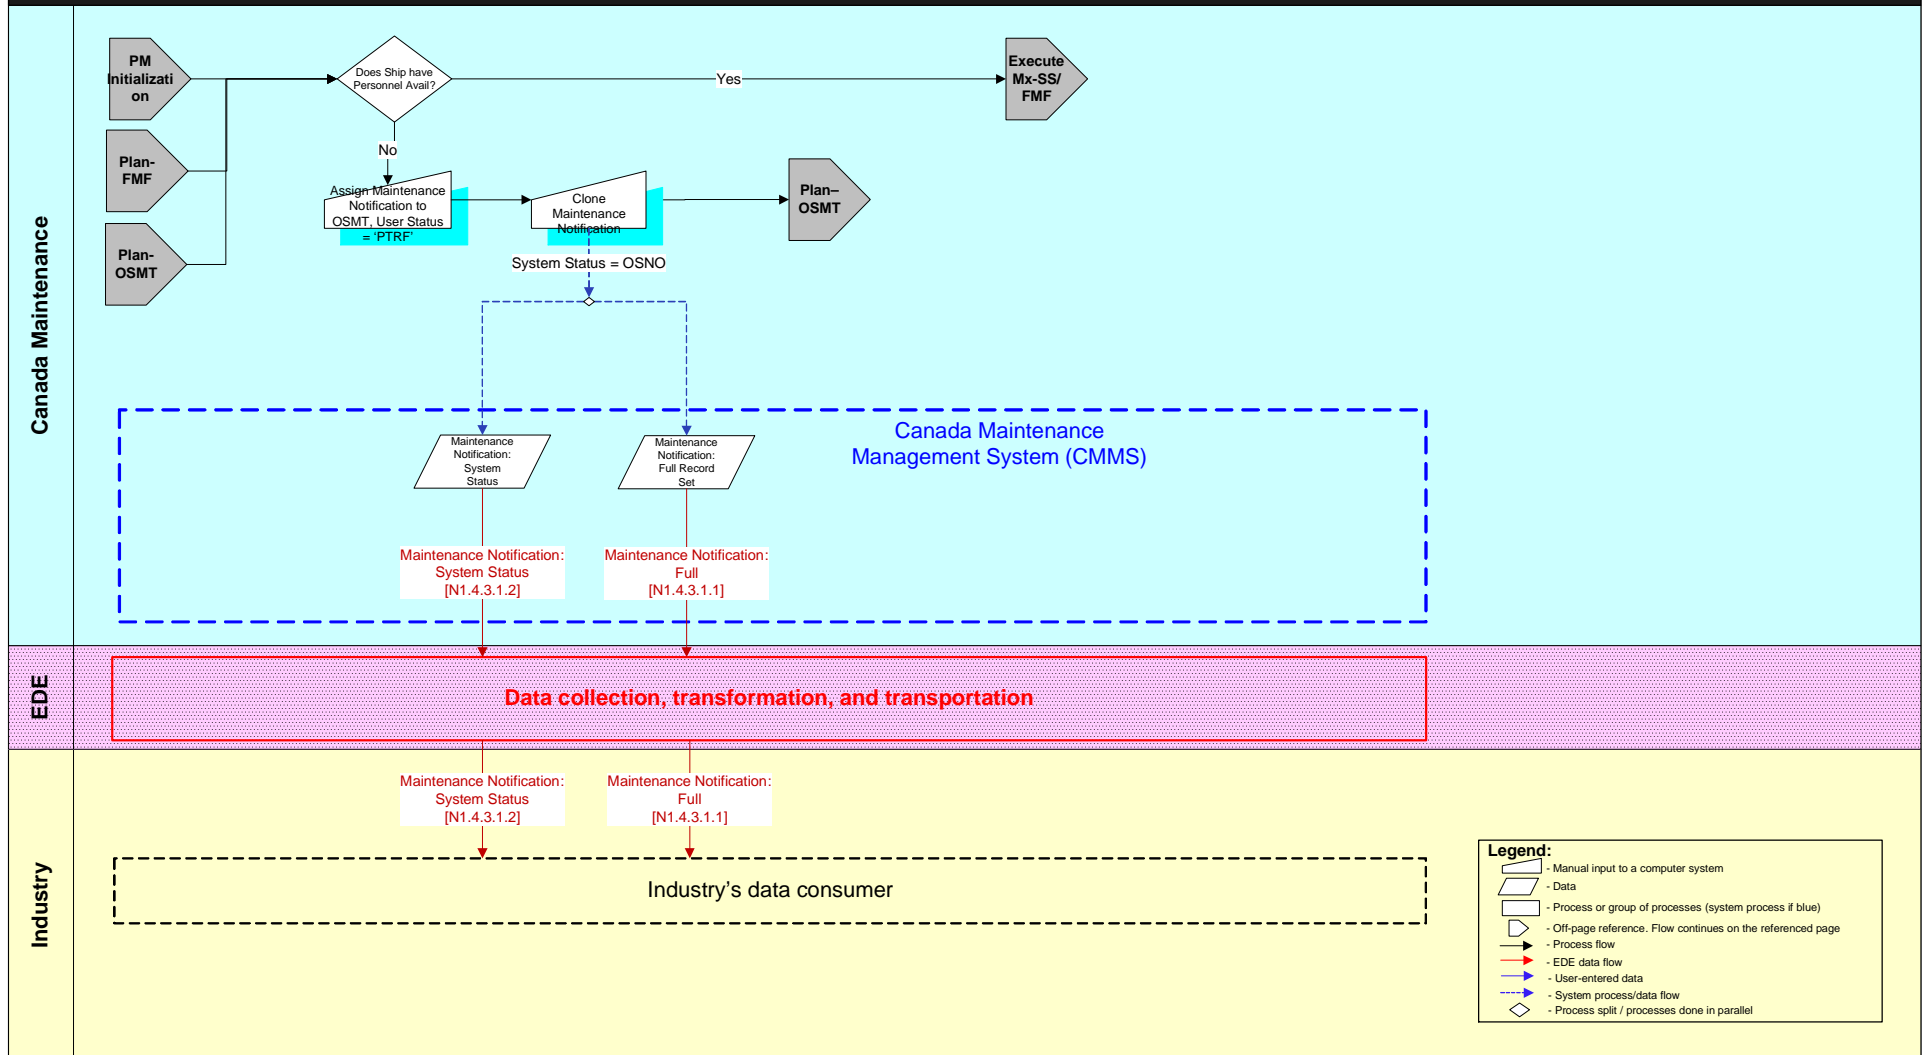 Canada Maintenance
PM
Initializati
on
Does Ship have
Personnel Avail?
Yes
Execute
Mx-SS/
FMF
Plan-
FMF
No
Assign Maintenance
Notification to
OSMT, User Status
= ‘PTRF’
Clone
Maintenance
Notification
Plan–
OSMT
Plan-
OSMT
System Status = OSNO
Canada Maintenance
Management System (CMMS)
Maintenance
Notification:
System
Status
Maintenance
Notification:
Full Record
Set
Maintenance Notification:
System Status
[N1.4.3.1.2]
Maintenance Notification:
Full
[N1.4.3.1.1]
EDE
Data collection, transformation, and transportation
Industry
Maintenance Notification:
System Status
[N1.4.3.1.2]
Maintenance Notification:
Full
[N1.4.3.1.1]
Industry’s data consumer
Legend:
- Manual input to a computer system
- Data
- Process or group of processes (system process if blue)
- Off-page reference. Flow continues on the referenced page
- Process flow
- EDE data flow
- User-entered data
- System process/data flow
- Process split / processes done in parallel